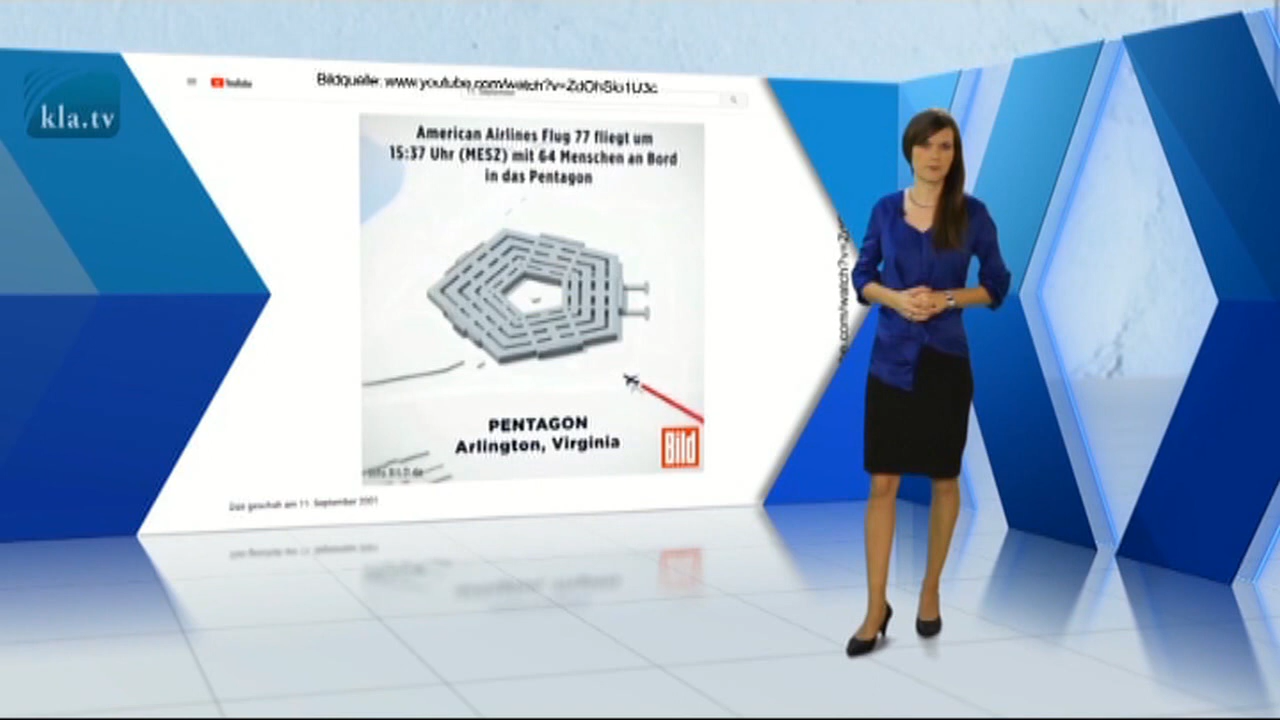 kla.tv
YouTube
Bildquelle: www.youtube.com/watch?v=
American Airlines Flug 77 fliegt um
15:37 Uhr (MESZ) mit 64 Menschen an Bord
in das Pentagon
PENTAGON
Arlington, Virginia
Bild
Das geschah am 11. September 2001